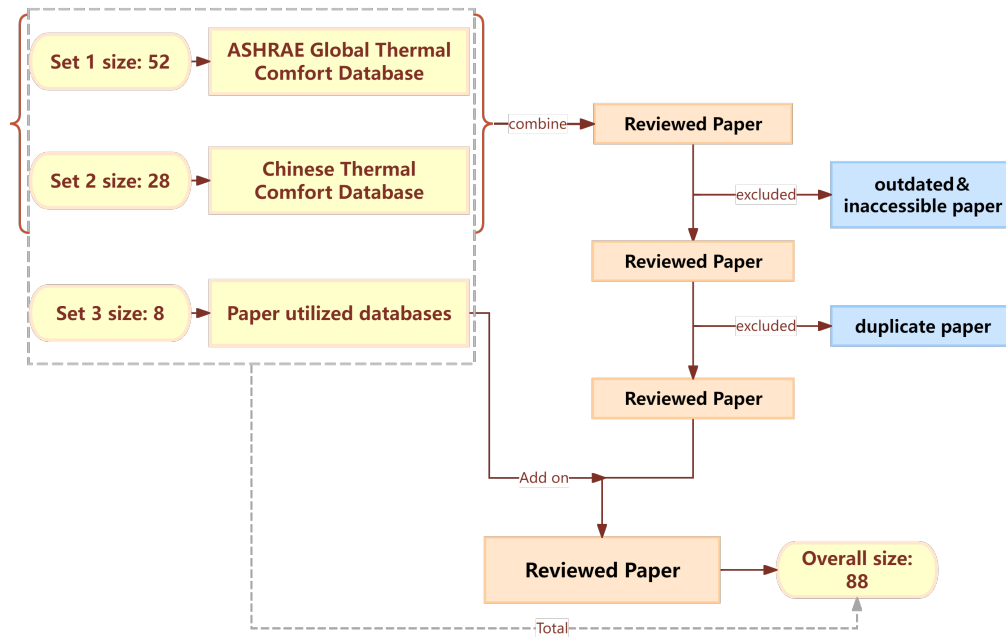 Set 1 size: 52
ASHRAE Global Thermal
Comfort Database
Set 2 size: 28
Chinese Thermal
Comfort Database
Set 3 size: 8
Paper utilized databases
combine
Reviewed Paper
excluded
outdated&
inaccessible paper
Reviewed Paper
excluded
duplicate paper
Reviewed Paper
Add on
Reviewed Paper
Overall size:
88
Total